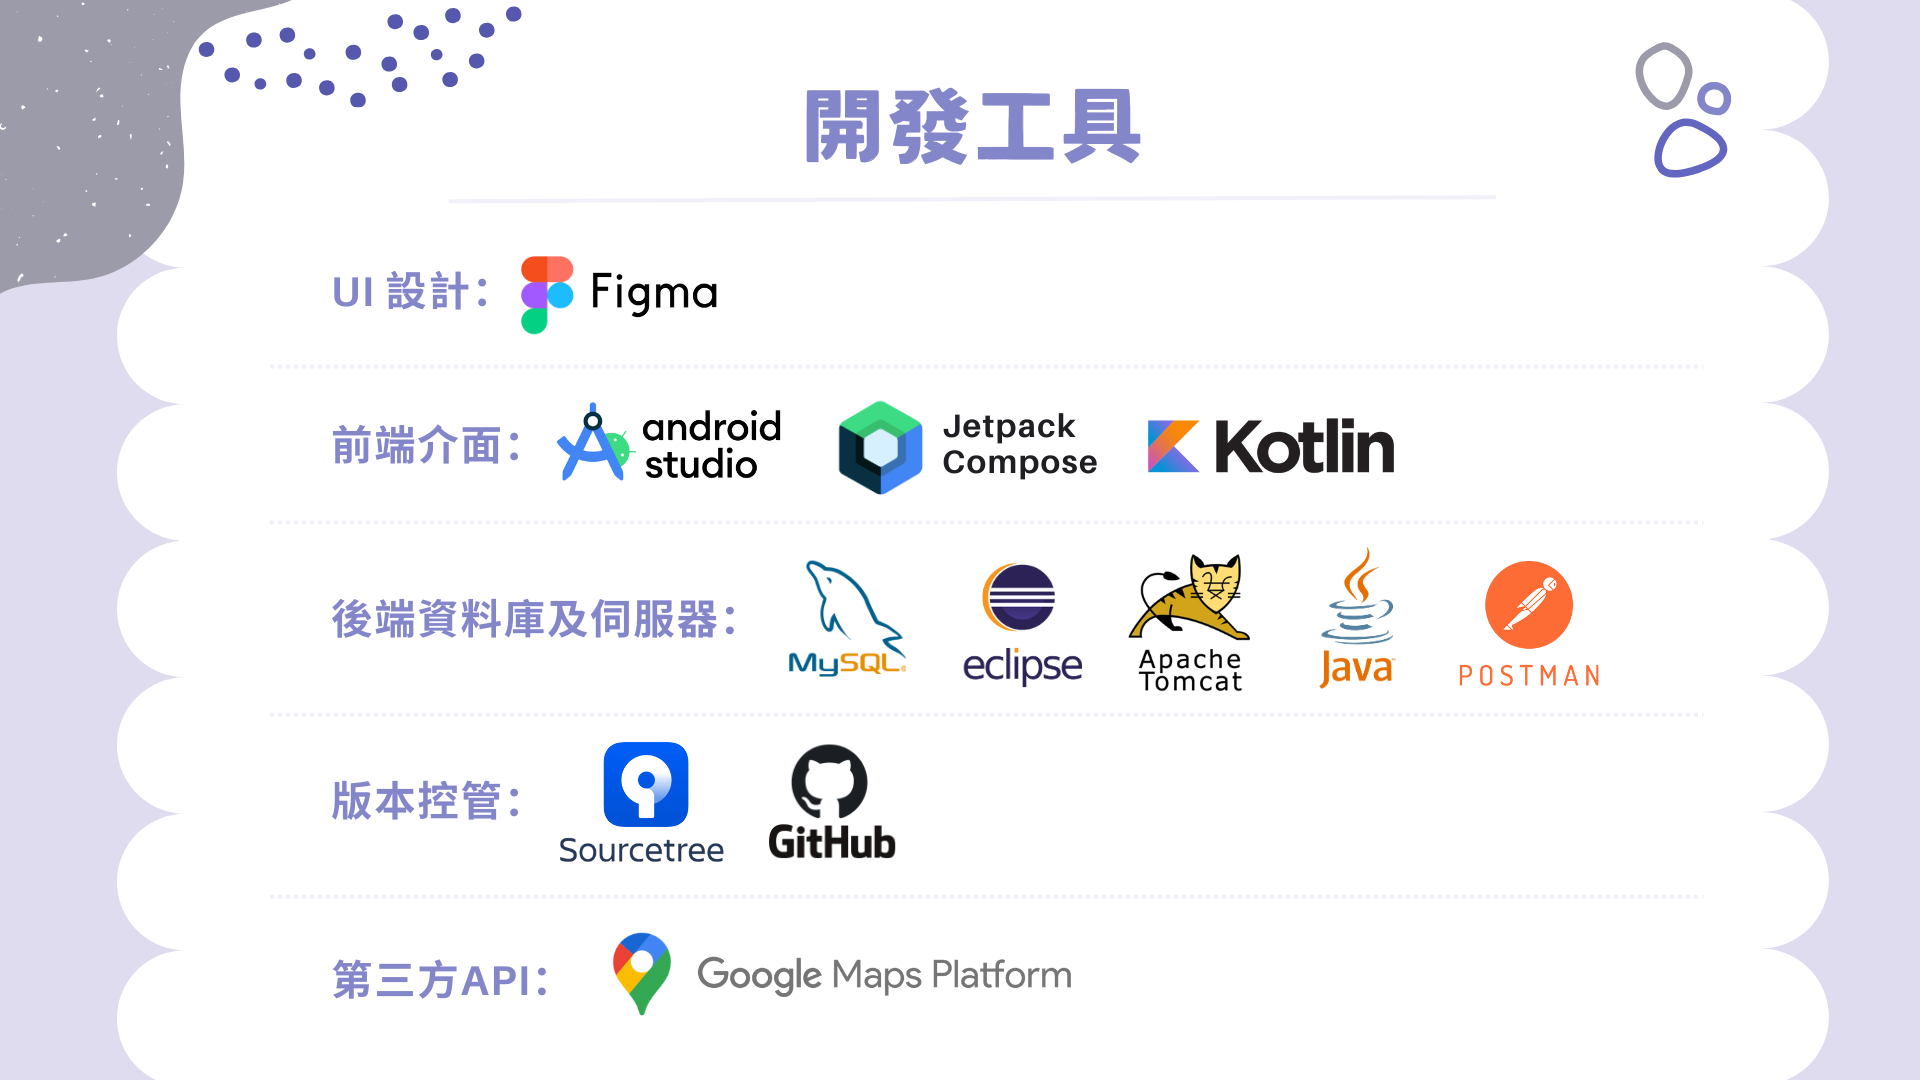 開發工具
UI 設計：
Figma
前端介面：
android
studio
Jetpack
Compose
Kotlin
後端資料庫及伺服器：
MySQL
eclipse
Apache
Tomcat
Java
POSTMAN
版本控管：
Sourcetree
GitHub
第三方API：
Google Maps Platform